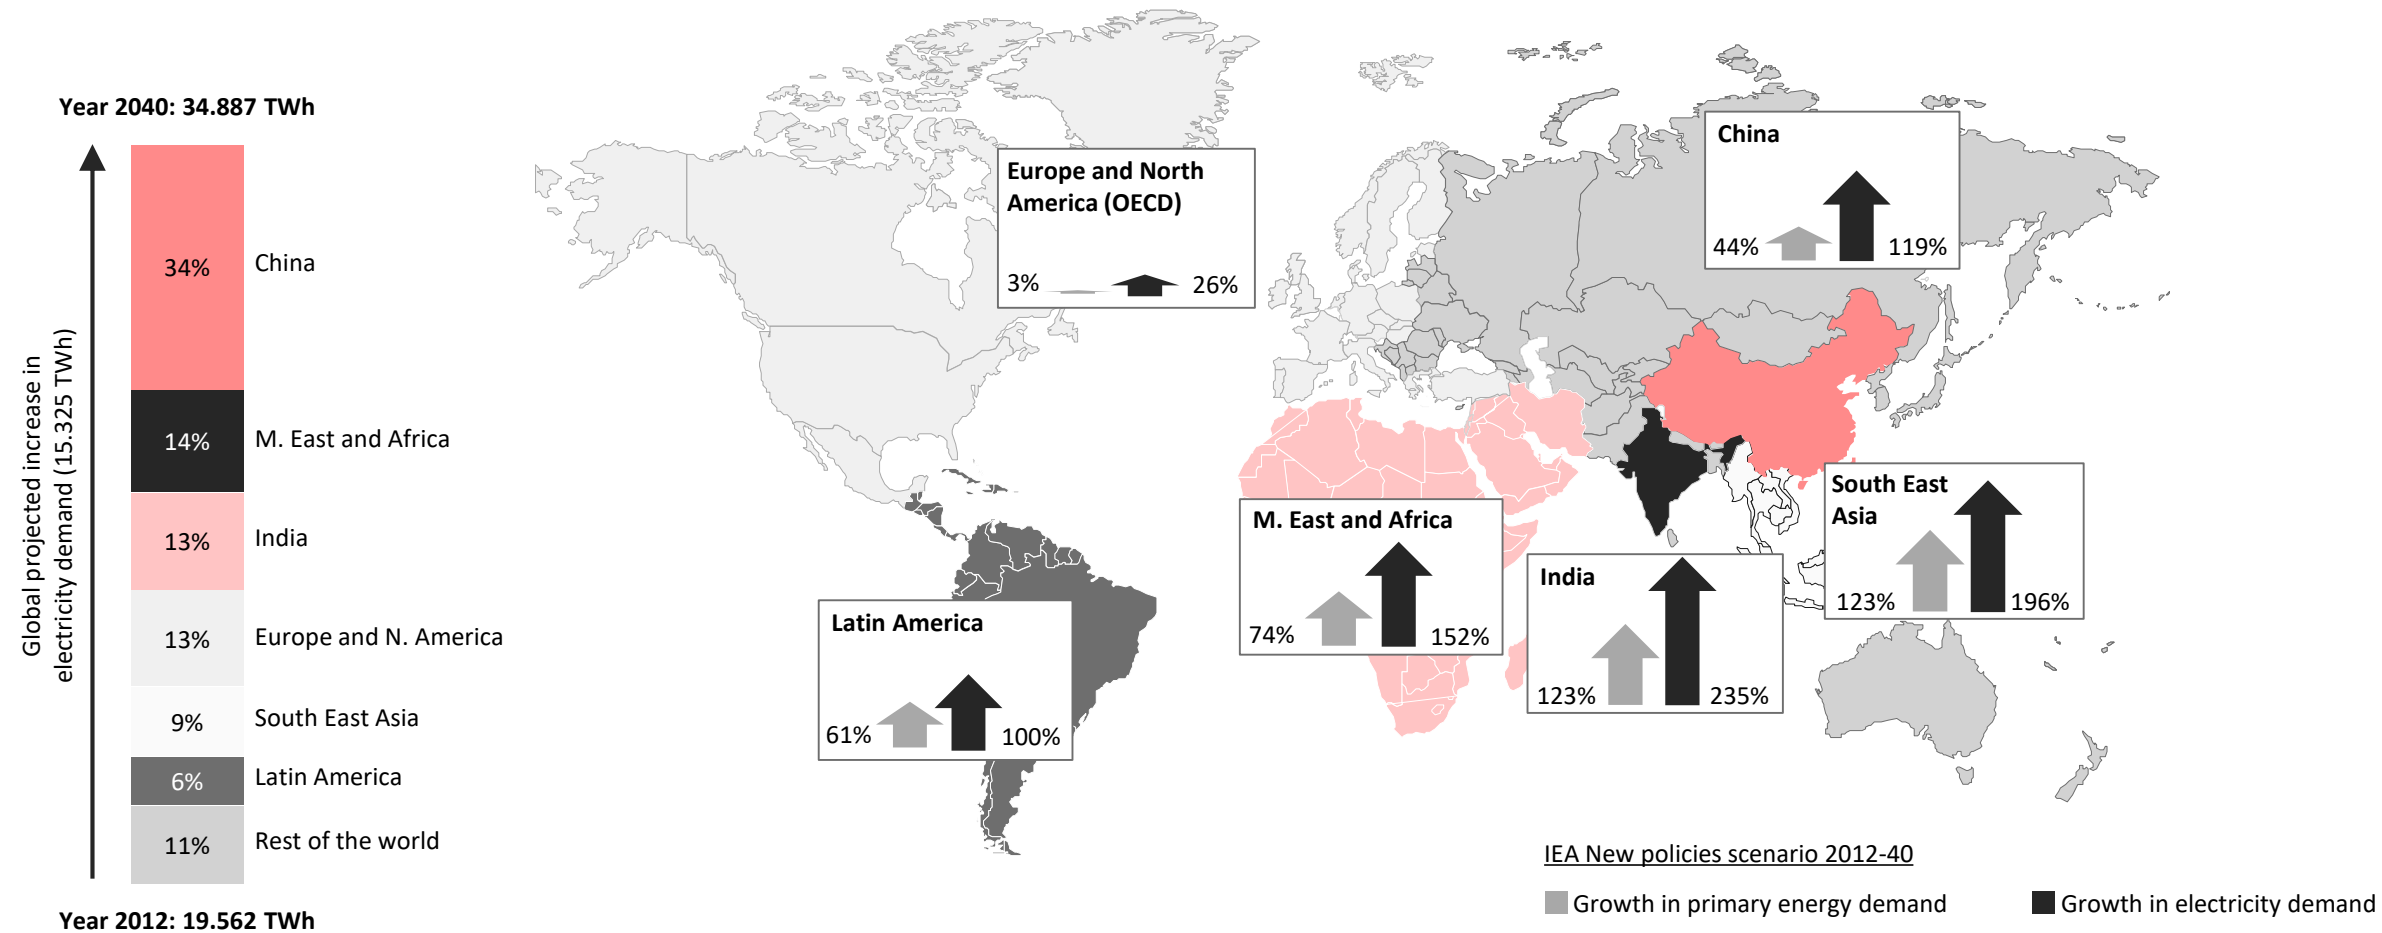 Year 2040: 34.887 TWh
Global projected increase in
electricity demand (15.325 TWh)
34%
China
14%
M. East and Africa
13%
India
13%
Europe and N. America
9%
South East Asia
6%
Latin America
11%
Rest of the world
Year 2012: 19.562 TWh
Europe and North
America (OECD)
3%
26%
China
44%
119%
Latin America
61%
100%
M. East and Africa
74%
152%
India
123%
235%
South East
Asia
123%
196%
IEA New policies scenario 2012-40
Growth in primary energy demand
Growth in electricity demand